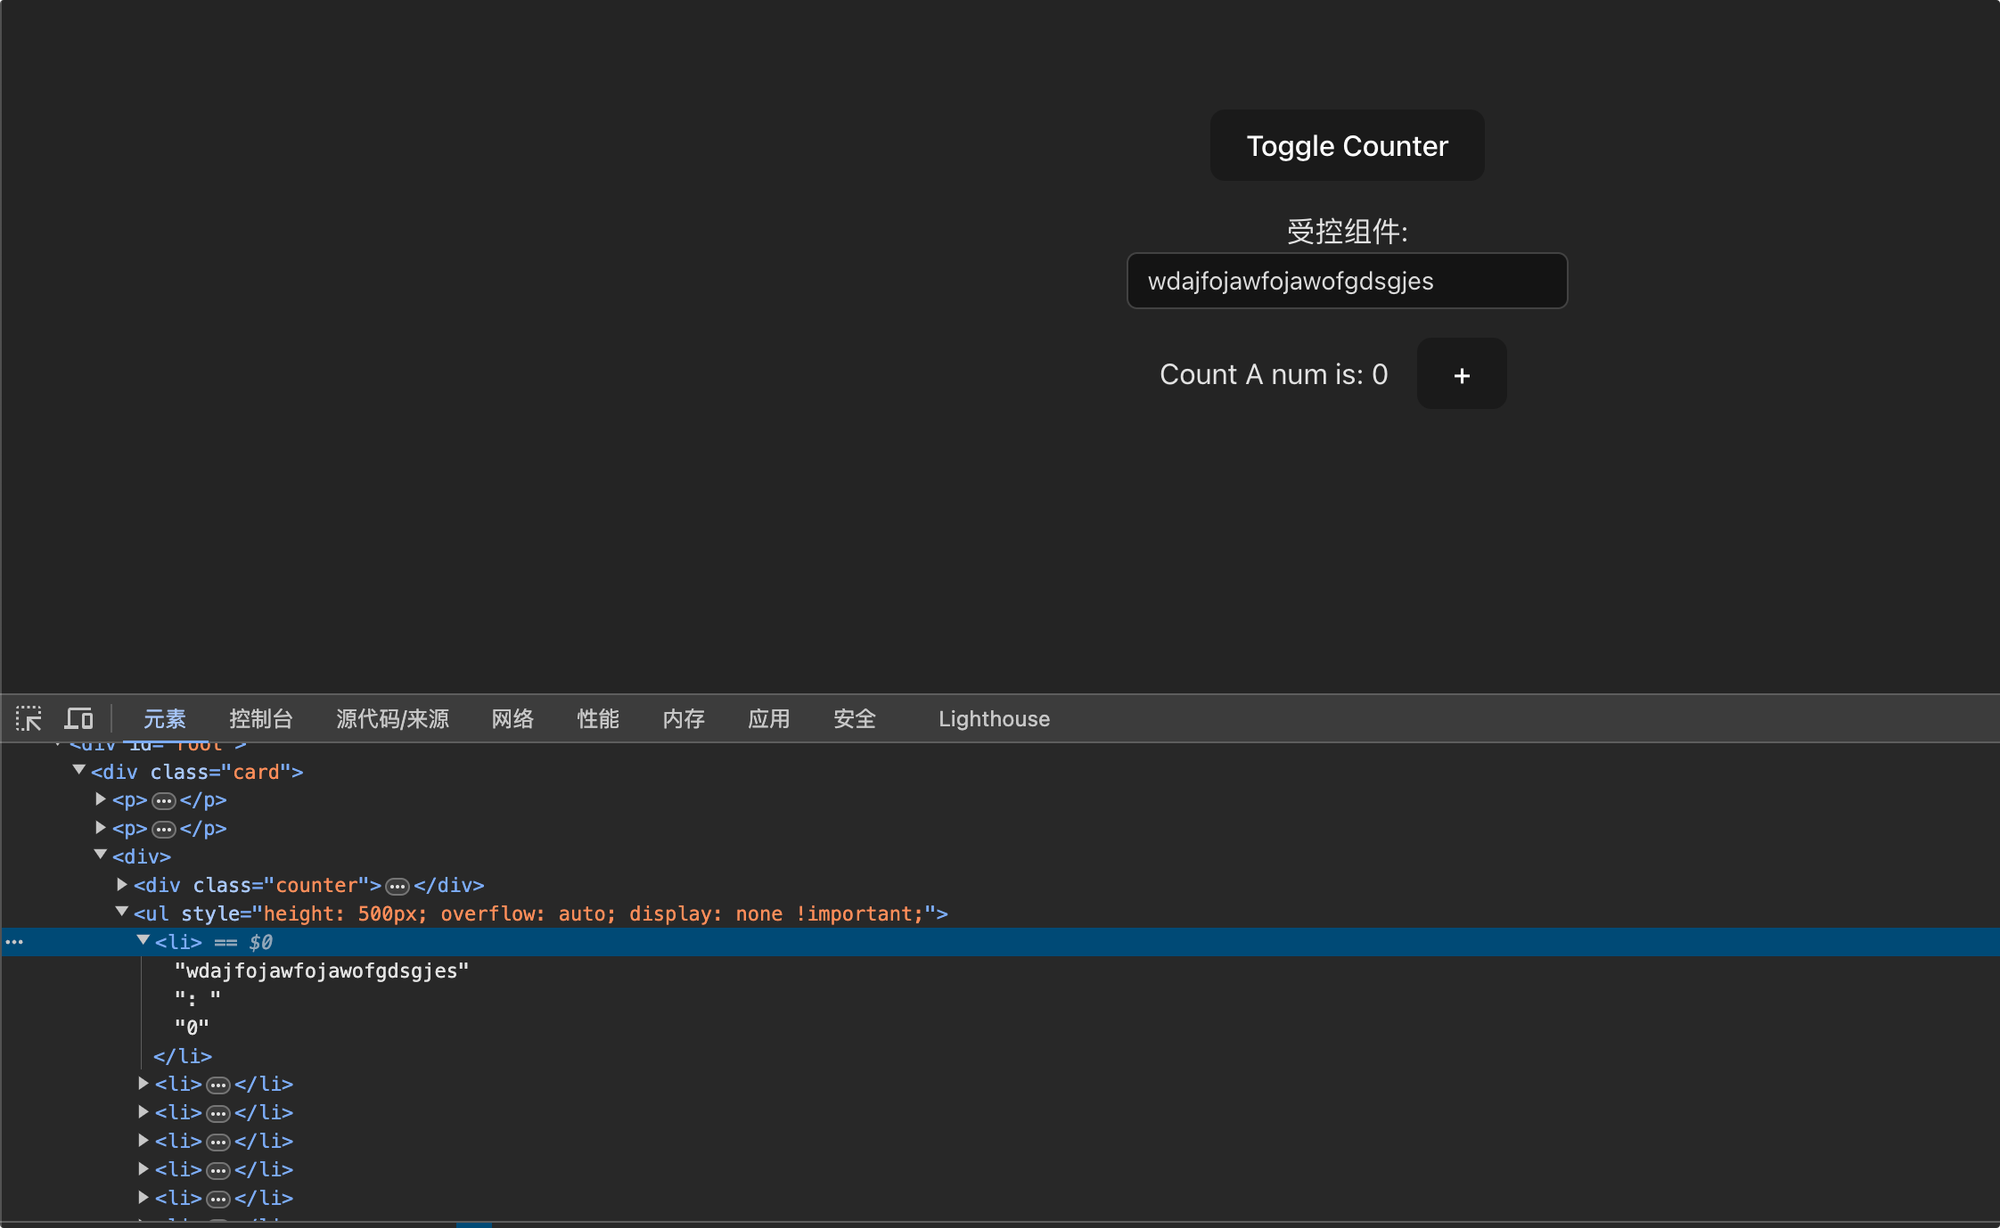 Toggle Counter
受控组件:
wdajfojawfojawofgdsgjes
Count A num is: 0 +
元素 控制台 源代码/来源 网络 性能 内存 应用 安全 Lighthouse
<div id="root">
<div class="card">
<p>•••</p>
<p>•••</p>
<div>
<div class="counter">•••</div>
<ul style="height: 500px; overflow: auto; display: none !important;">
••• <li> == $0
"wdajfojawfojawofgdsgjes"
": "
"0"
</li>
<li>•••</li>
<li>•••</li>
<li>•••</li>
<li>•••</li>
<li>•••</li>